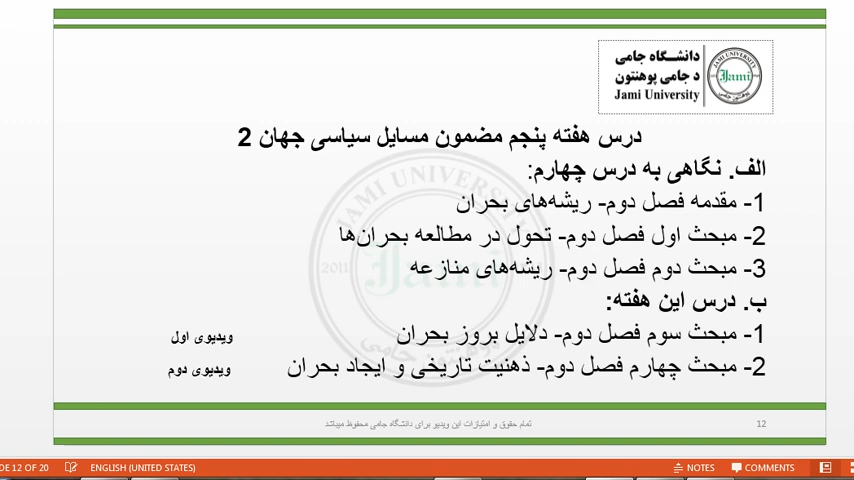 دانشـگاه جامی
د جامي پوهنتون
Jami University
درس هفته پنجم مضمون مسایل سیاسی جهان 2
الف. نگاهی به درس چهارم:
1- مقدمه فصل دوم- ریشه‌های بحران
2- مبحث اول فصل دوم- تحول در مطالعه بحران‌ها
3- مبحث دوم فصل دوم- ریشه‌های منازعه
ب. درس این هفته:
1- مبحث سوم فصل دوم- دلایل بروز بحران ویدیوی اول
2- مبحث چهارم فصل دوم- ذهنیت تاریخی و ایجاد بحران ویدیوی دوم
تمام حقوق و امتیازات این ویدیو برای دانشگاه جامی محفوظ میباشد 12
DE 12 OF 20 ENGLISH (UNITED STATES) NOTES COMMENTS